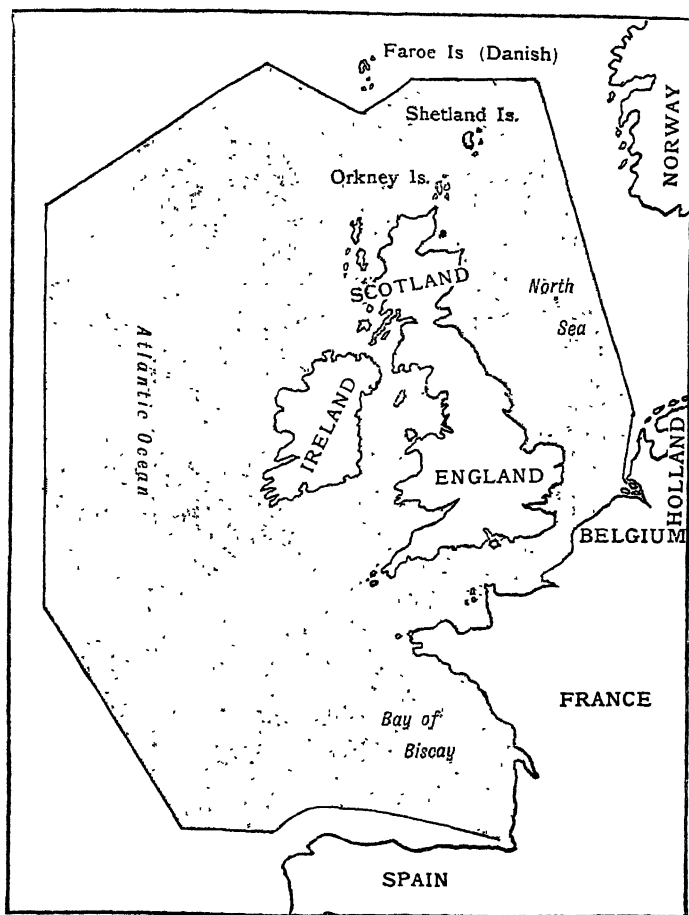 Faroe Is (Danish)
Shetland Is.
NORWAY
Orkney Is.
SCOTLAND
North
Sea
Atlantic Ocean
IRELAND
HOLLAND
ENGLAND
BELGIUM
FRANCE
Bay of
Biscay
SPAIN